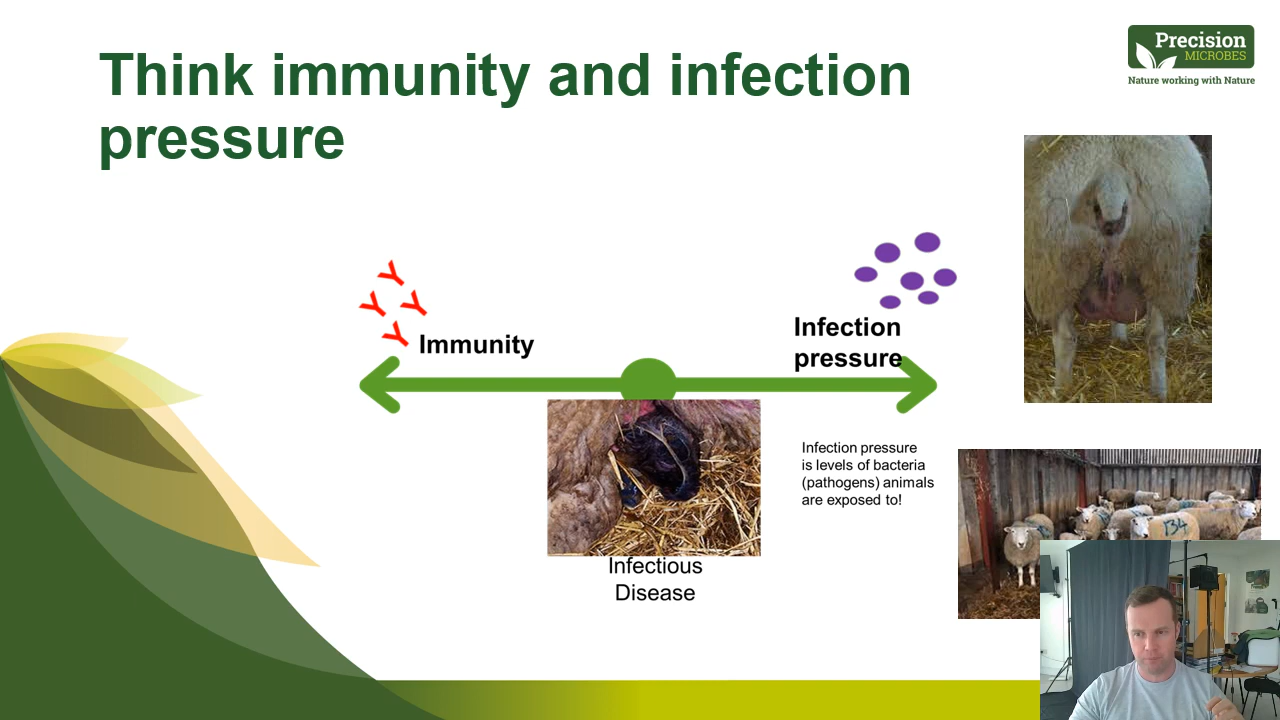 Think immunity and infection
pressure
Precision
MICROBES
Nature working with Nature
Immunity
Infection
pressure
Infection pressure
is levels of bacteria
(pathogens) animals
are exposed to!
134
Infectious
Disease